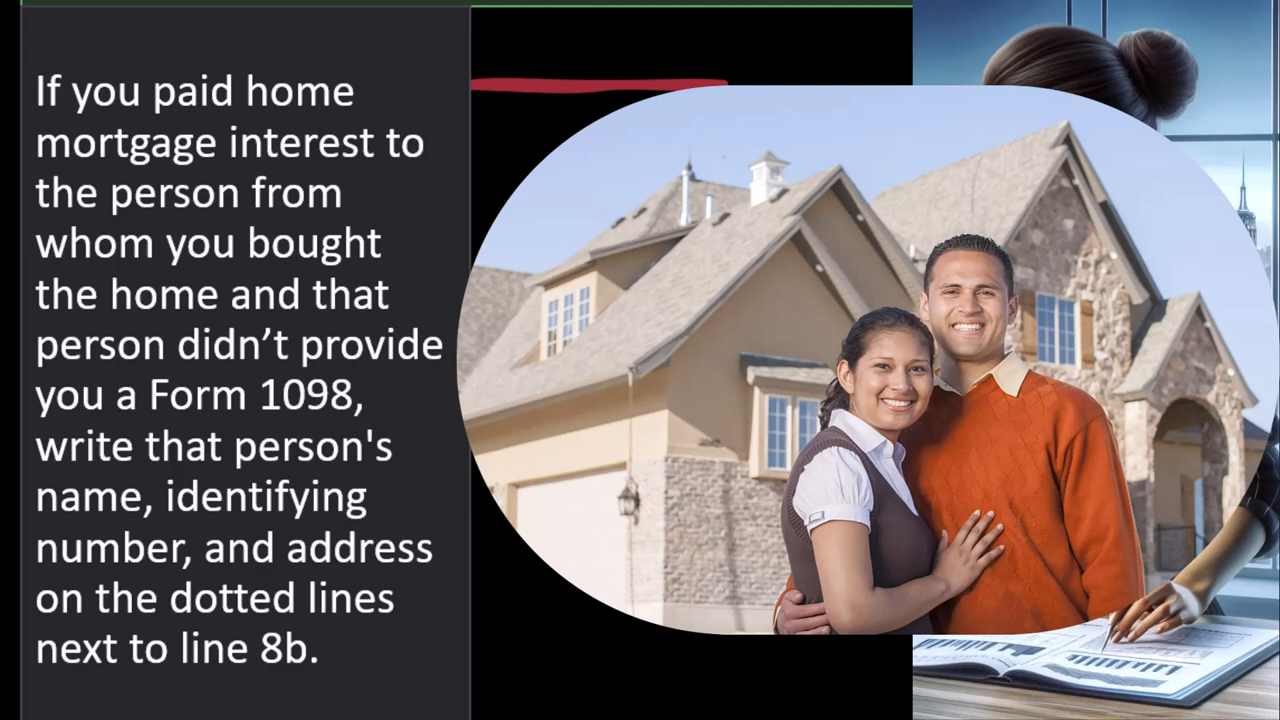 If you paid home
mortgage interest to
the person from
whom you bought
the home and that
person didn’t provide
you a Form 1098,
write that person's
name, identifying
number, and address
on the dotted lines
next to line 8b.